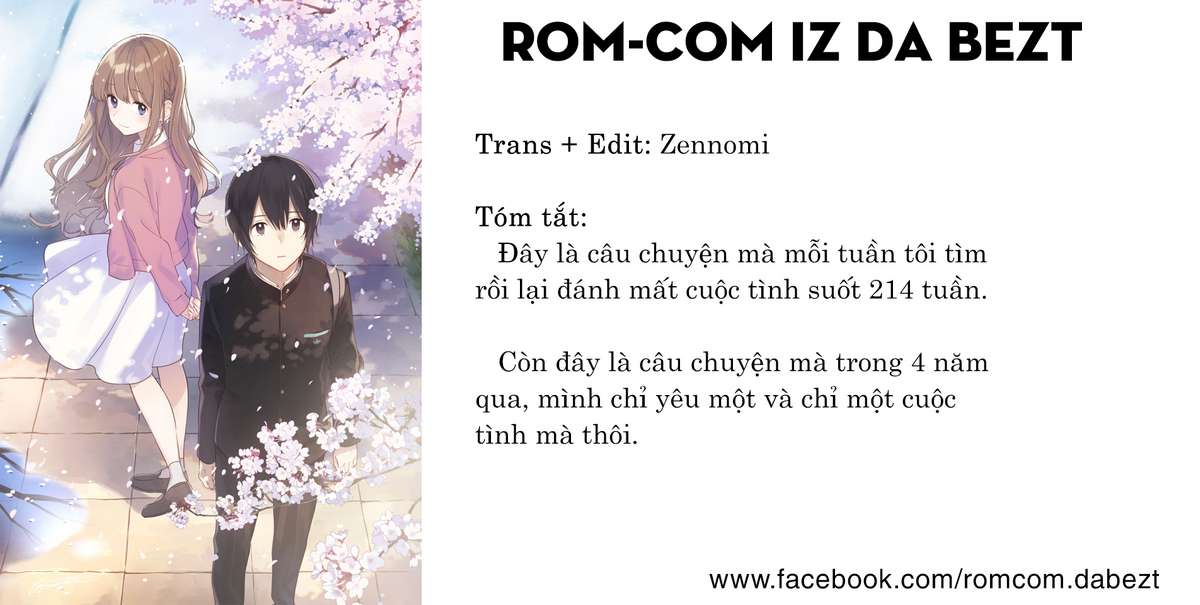 ROM-COM IZ DA BEZT
Trans + Edit: Zennomi
Tóm tắt:
Đây là câu chuyện mà mỗi tuần tôi tìm
rồi lại đánh mất cuộc tình suốt 214 tuần.
Còn đây là câu chuyện mà trong 4 năm
qua, mình chỉ yêu một và chỉ một cuộc
tình mà thôi.
www.facebook.com/romcom.dabezt